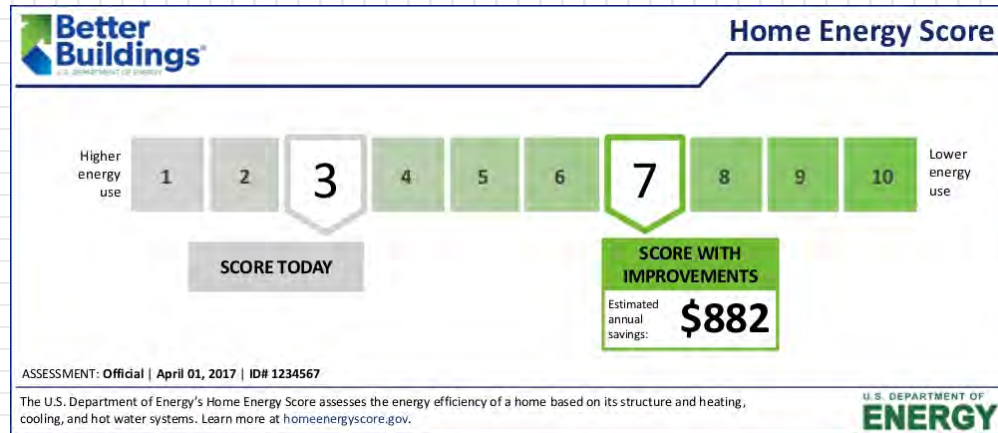 Better
Buildings®
U.S. DEPARTMENT OF ENERGY
Home Energy Score
Higher
energy
use
1
2
3
4
5
6
7
8
9
10
Lower
energy
use
SCORE TODAY
SCORE WITH
IMPROVEMENTS
Estimated
annual
savings:
$882
ASSESSMENT: Official | April 01, 2017 | ID# 1234567
The U.S. Department of Energy's Home Energy Score assesses the energy efficiency of a home based on its structure and heating,
cooling, and hot water systems. Learn more at homeenergyscore.gov.
U.S. DEPARTMENT OF
ENERGY